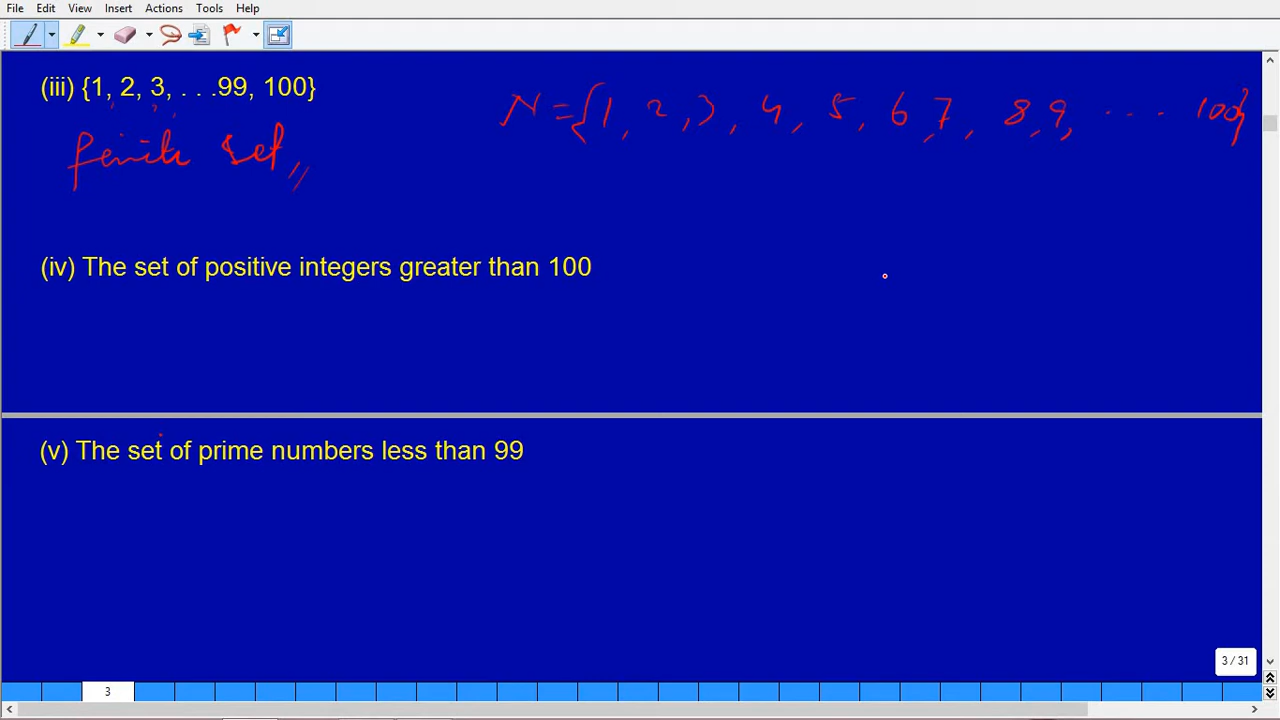 File Edit View Insert Actions Tools Help
(iii) {1, 2, 3, . . .99, 100}
N = {1, 2, 3, 4, 5, 6, 7, 8, 9, ... 100}
finite set,,
(iv) The set of positive integers greater than 100
(v) The set of prime numbers less than 99
3 / 31
3